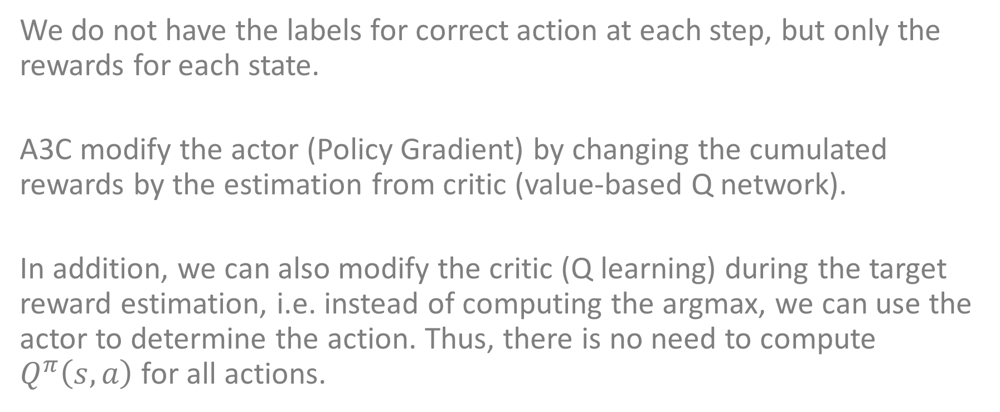 We do not have the labels for correct action at each step, but only the
rewards for each state.
A3C modify the actor (Policy Gradient) by changing the cumulated
rewards by the estimation from critic (value-based Q network).
In addition, we can also modify the critic (Q learning) during the target
reward estimation, i.e. instead of computing the argmax, we can use the
actor to determine the action. Thus, there is no need to compute
$Q^{\pi}(s, a)$ for all actions.